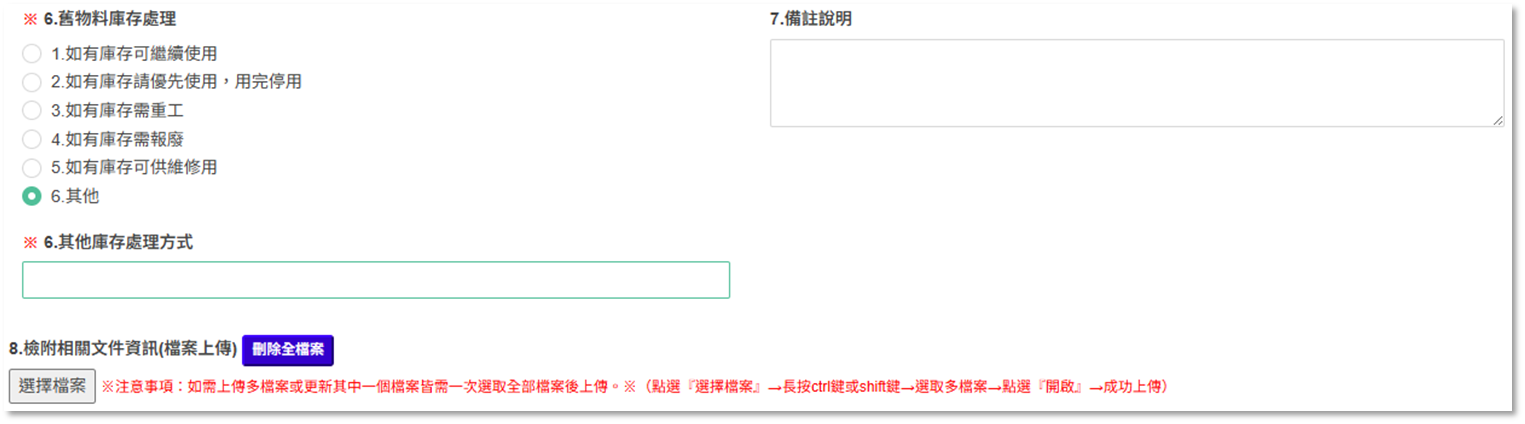 ※ 6.舊物料庫存處理
1.如有庫存可繼續使用
2.如有庫存請優先使用，用完停用
3.如有庫存需重工
4.如有庫存需報廢
5.如有庫存可供維修用
6.其他
※ 6.其他庫存處理方式
7.備註說明
8.檢附相關文件資訊(檔案上傳) 刪除全檔案
選擇檔案 ※注意事項：如需上傳多檔案或更新其中一個檔案皆需一次選取全部檔案後上傳。※（點選『選擇檔案』→長按ctrl鍵或shift鍵→選取多檔案→點選『開啟』→成功上傳）